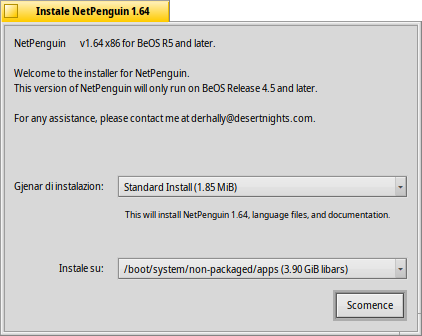 Instale NetPenguin 1.64
NetPenguin v1.64 x86 for BeOS R5 and later.
Welcome to the installer for NetPenguin.
This version of NetPenguin will only run on BeOS Release 4.5 and later.
For any assistance, please contact me at derhally@desertnights.com.
Gjenar di instalazion: Standard Install (1.85 MiB)
This will install NetPenguin 1.64, language files, and documentation.
Instale su: /boot/system/non-packaged/apps (3.90 GiB libars)
Scomence